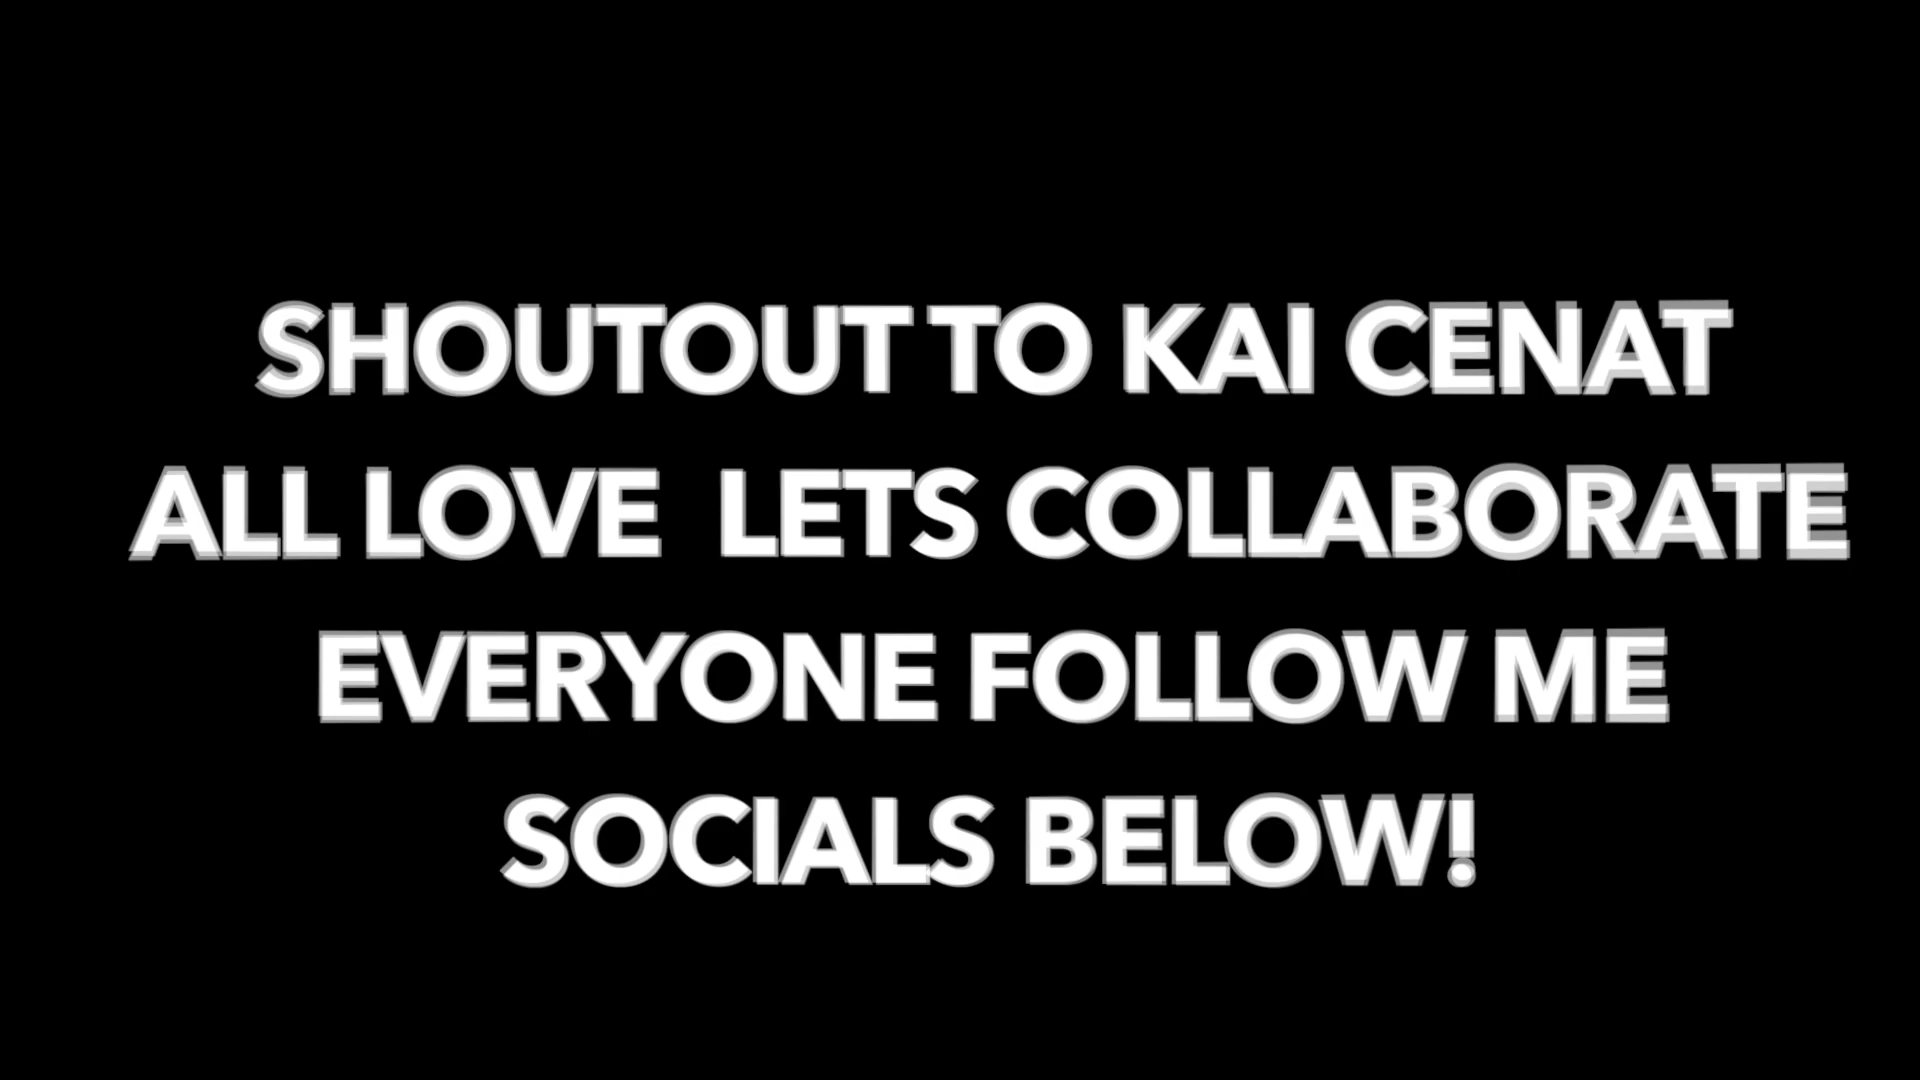 SHOUTOUT TO KAI CENAT
ALL LOVE  LETS COLLABORATE
EVERYONE FOLLOW ME
SOCIALS BELOW!